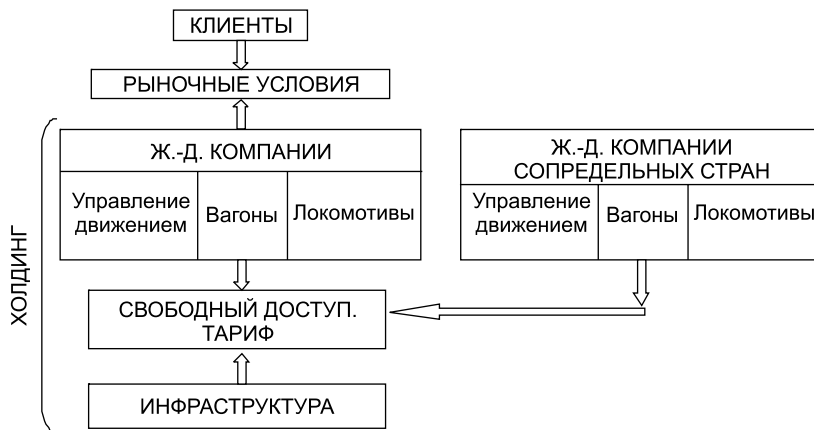 КЛИЕНТЫ
РЫНОЧНЫЕ УСЛОВИЯ
ХОЛДИНГ
Ж.-Д. КОМПАНИИ
Управление
движением
Вагоны
Локомотивы
Ж.-Д. КОМПАНИИ
СОПРЕДЕЛЬНЫХ СТРАН
Управление
движением
Вагоны
Локомотивы
СВОБОДНЫЙ ДОСТУП.
ТАРИФ
ИНФРАСТРУКТУРА